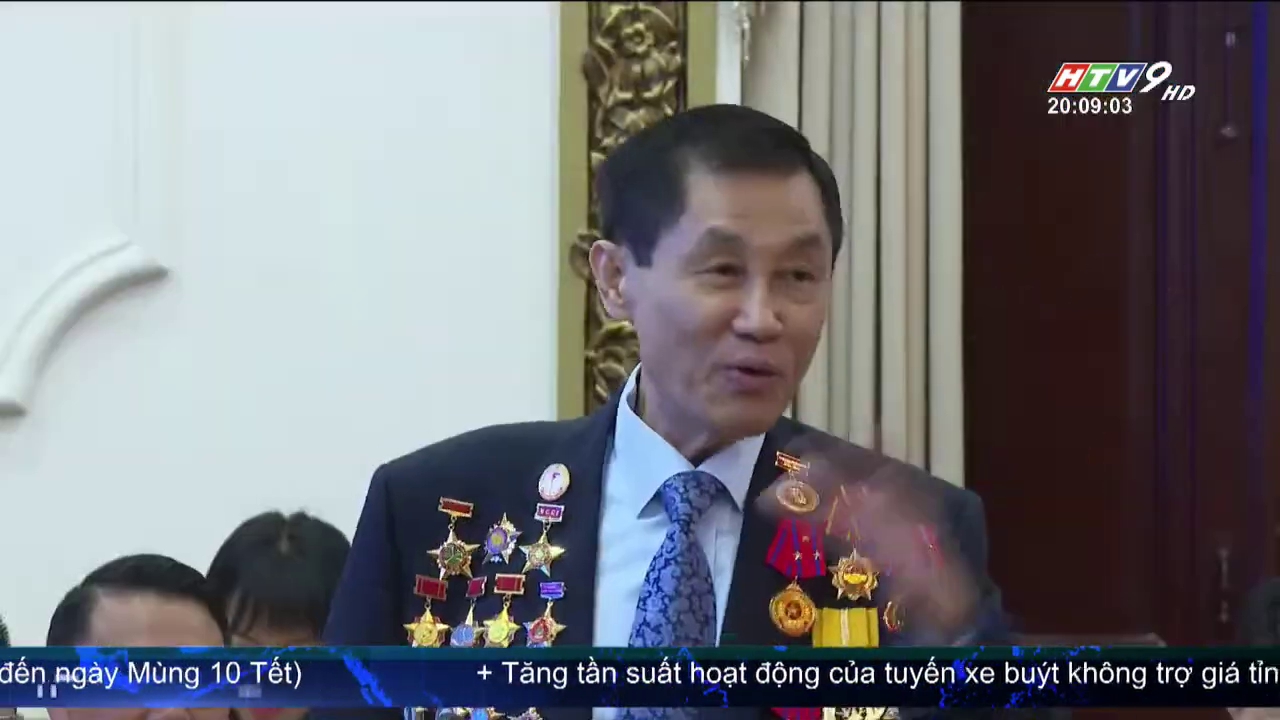 HTV9 HD
20:09:03
đến ngày Mùng 10 Tết) + Tăng tần suất hoạt động của tuyến xe buýt không trợ giá tỉn